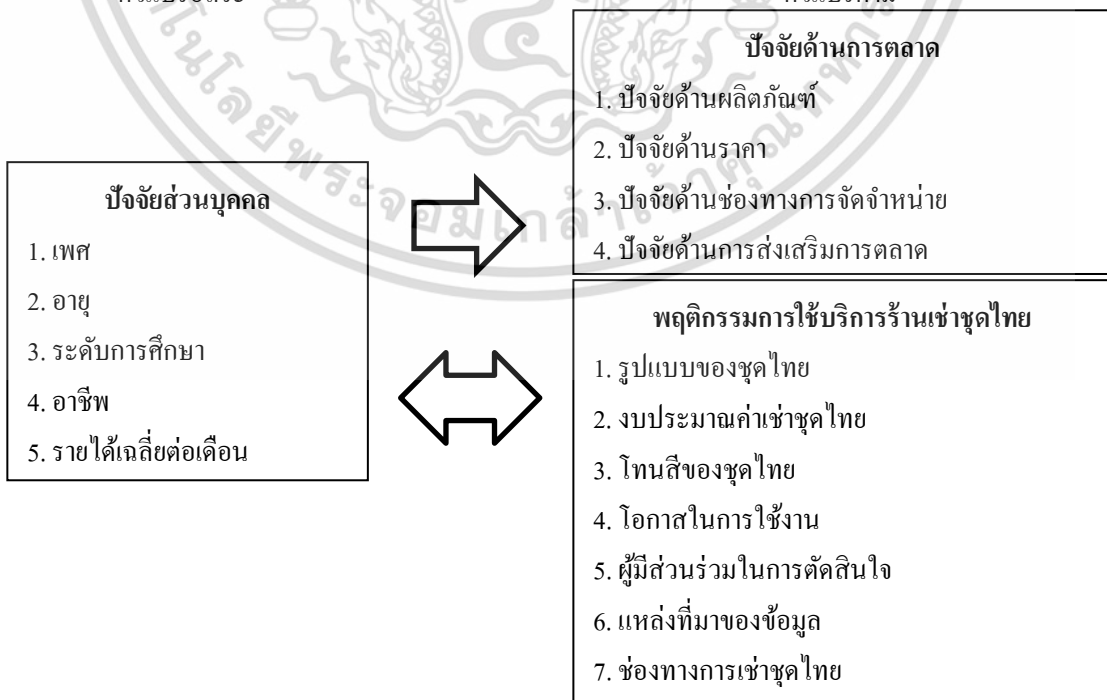 ปัจจัยส่วนบุคคล
1. เพศ
2. อายุ
3. ระดับการศึกษา
4. อาชีพ
5. รายได้เฉลี่ยต่อเดือน
ปัจจัยด้านการตลาด
1. ปัจจัยด้านผลิตภัณฑ์
2. ปัจจัยด้านราคา
3. ปัจจัยด้านช่องทางการจัดจำหน่าย
4. ปัจจัยด้านการส่งเสริมการตลาด
พฤติกรรมการใช้บริการร้านเช่าชุดไทย
1. รูปแบบของชุดไทย
2. งบประมาณค่าเช่าชุดไทย
3. โทนสีของชุดไทย
4. โอกาสในการใช้งาน
5. ผู้มีส่วนร่วมในการตัดสินใจ
6. แหล่งที่มาของข้อมูล
7. ช่องทางการเช่าชุดไทย